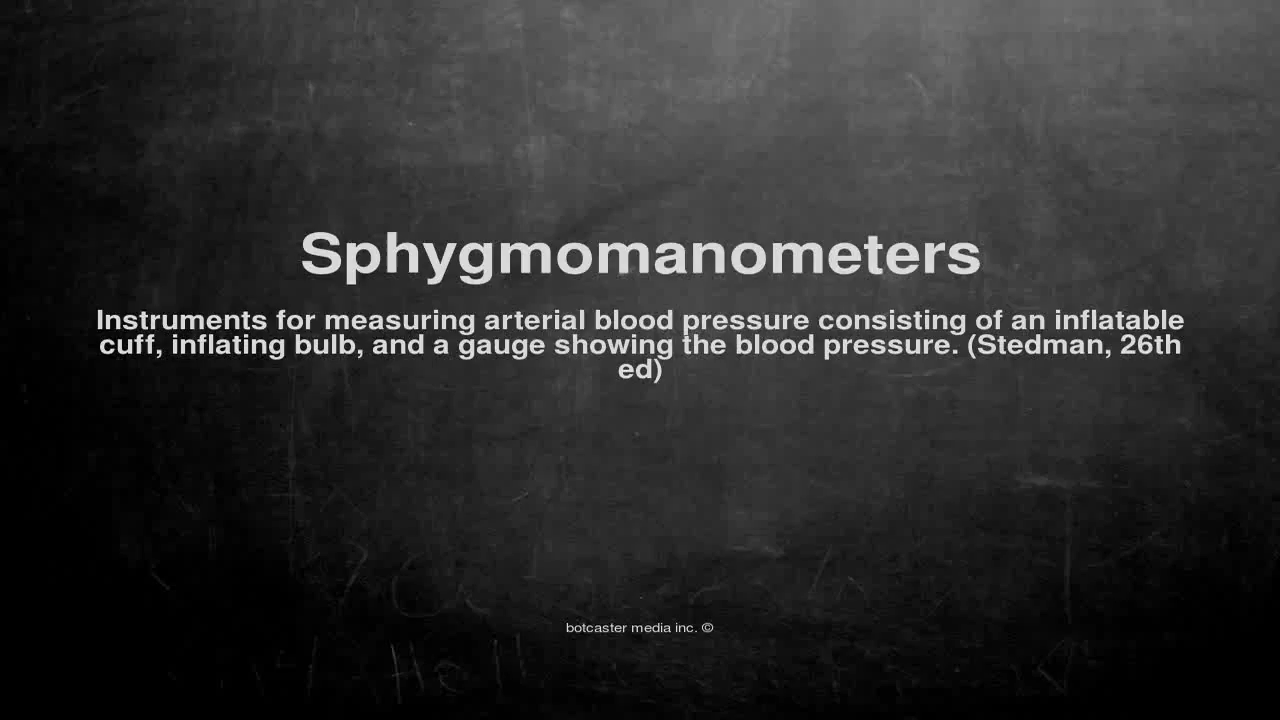 Sphygmomanometers
Instruments for measuring arterial blood pressure consisting of an inflatable
cuff, inflating bulb, and a gauge showing the blood pressure. (Stedman, 26th
ed)
botcaster media inc. ©